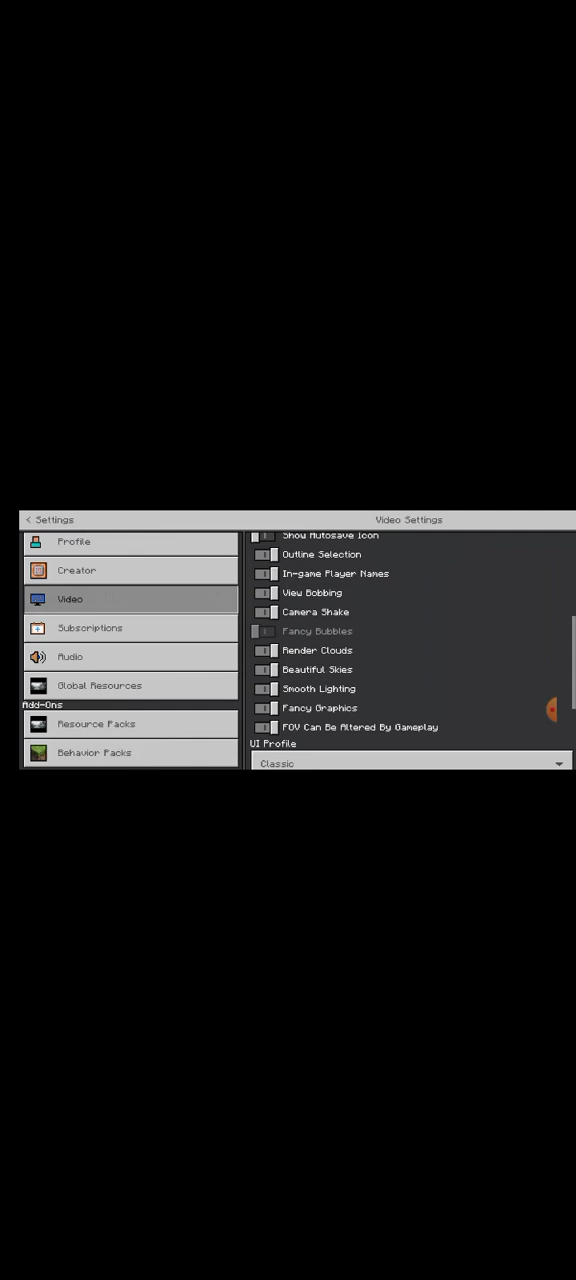 < Settings
Video Settings
Profile
Creator
Video
Subscriptions
Audio
Global Resources
Add-Ons
Resource Packs
Behavior Packs
Show Autosave Icon
Outline Selection
In-game Player Names
View Bobbing
Camera Shake
Fancy Bubbles
Render Clouds
Beautiful Skies
Smooth Lighting
Fancy Graphics
FOV Can Be Altered By Gameplay
UI Profile
Classic